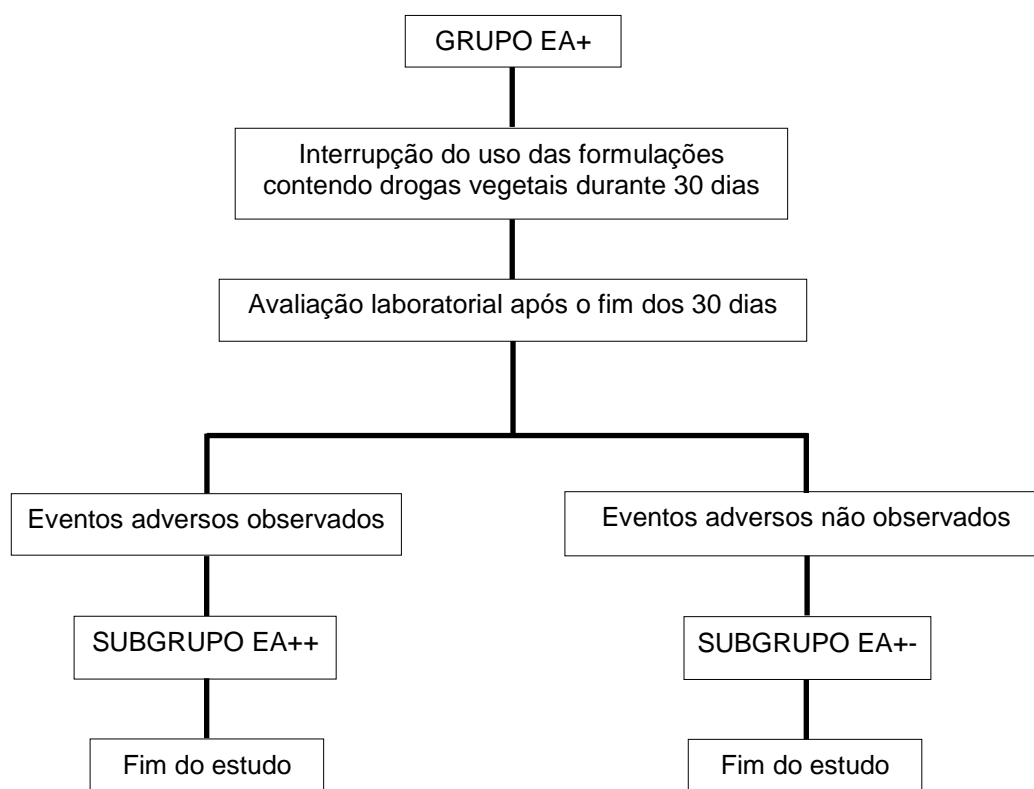 GRUPO EA+
Interrupção do uso das formulações
contendo drogas vegetais durante 30 dias
Avaliação laboratorial após o fim dos 30 dias
Eventos adversos observados
Eventos adversos não observados
SUBGRUPO EA++
SUBGRUPO EA+-
Fim do estudo
Fim do estudo